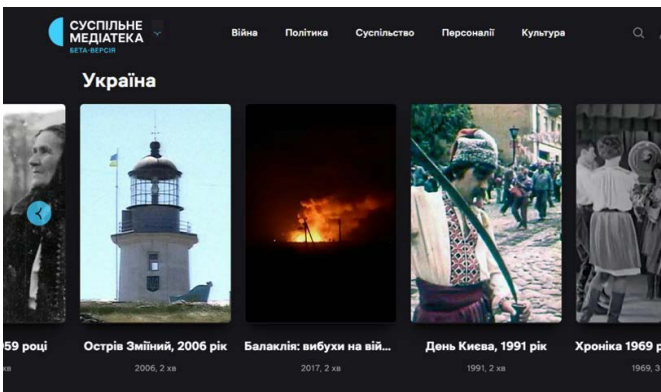 СУСПІЛЬНЕ
МЕДІАТЕКА
БЕТА-ВЕРСІЯ
Війна Політика Суспільство Персоналії Культура
Україна
59 році Острів Зміїний, 2006 рік Балаклія: вибухи на вій... День Києва, 1991 рік Хроніка 1969 р
хв 2006, 2 хв 2017, 2 хв 1991, 2 хв 1969, 3